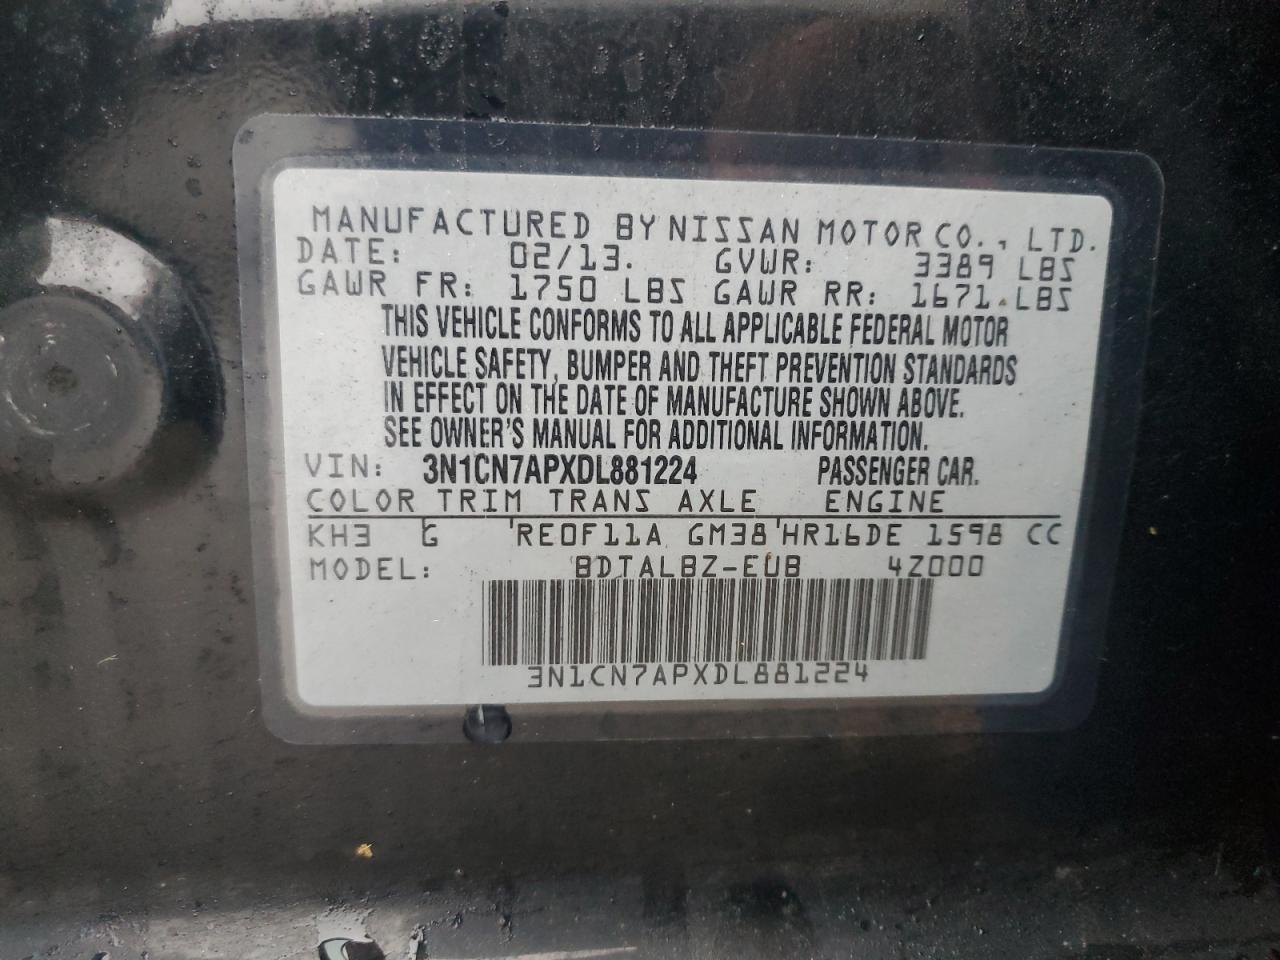 MANUFACTURED BY NISSAN MOTOR CO., LTD.
DATE: 02/13. GVWR: 3389 LBS
GAWR FR: 1750 LBS GAWR RR: 1671 LBS
THIS VEHICLE CONFORMS TO ALL APPLICABLE FEDERAL MOTOR
VEHICLE SAFETY, BUMPER AND THEFT PREVENTION STANDARDS
IN EFFECT ON THE DATE OF MANUFACTURE SHOWN ABOVE.
SEE OWNER'S MANUAL FOR ADDITIONAL INFORMATION.
VIN: 3N1CN7APXDL881224 PASSENGER CAR.
COLOR TRIM TRANS AXLE ENGINE
KH3 G RE0F11A GM38 HR16DE 1598 CC
MODEL: BDTALBZ-EUB 4Z000
3N1CN7APXDL881224